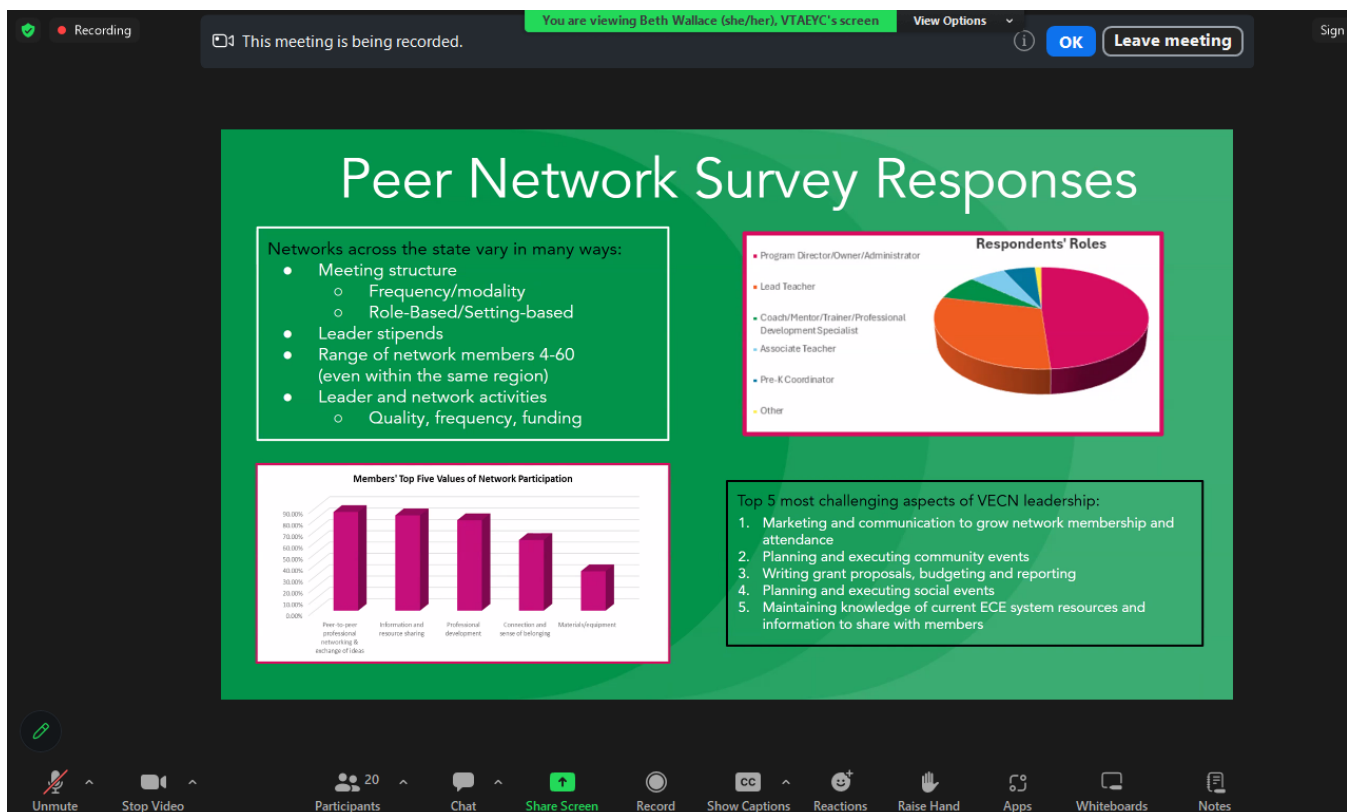 Recording
This meeting is being recorded.
You are viewing Beth Wallace (she/her), VTAEYC's screen
View Options
OK
Leave meeting
Sign
Peer Network Survey Responses
Networks across the state vary in many ways:
● Meeting structure
○ Frequency/modality
○ Role-Based/Setting-based
● Leader stipends
● Range of network members 4-60
(even within the same region)
● Leader and network activities
○ Quality, frequency, funding
Respondents' Roles
Program Director/Owner/Administrator
Lead Teacher
Coach/Mentor/Trainer/Professional
Development Specialist
Associate Teacher
Pre-K Coordinator
Other
Members' Top Five Values of Network Participation
90.00%
80.00%
70.00%
60.00%
50.00%
40.00%
30.00%
20.00%
10.00%
0.00%
Peer-to-peer
professional
networking &
exchange of ideas
Information and
resource sharing
Professional
development
Connection and
sense of belonging
Materials/equipment
Top 5 most challenging aspects of VECN leadership:
1. Marketing and communication to grow network membership and
attendance
2. Planning and executing community events
3. Writing grant proposals, budgeting and reporting
4. Planning and executing social events
5. Maintaining knowledge of current ECE system resources and
information to share with members
Unmute
Stop Video
20
Participants
Chat
Share Screen
Record
CC
Show Captions
Reactions
Raise Hand
Apps
Whiteboards
Notes